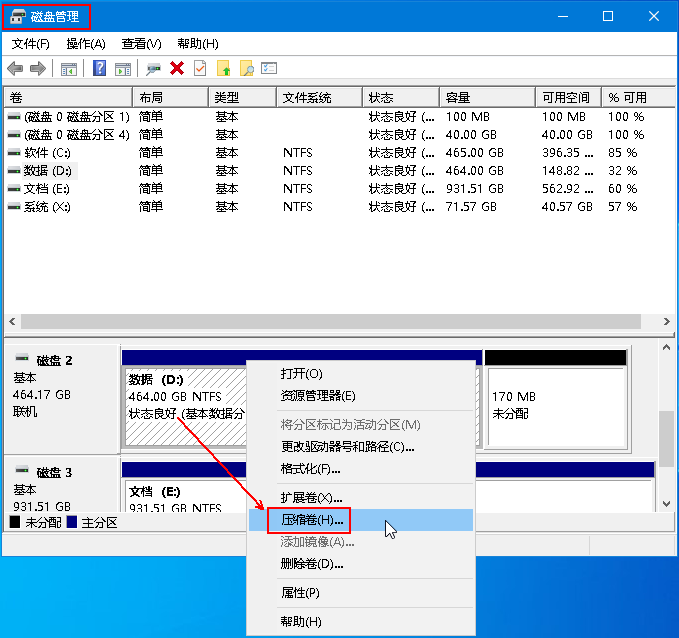 磁盘管理
文件(F) 操作(A) 查看(V) 帮助(H)
卷 布局 类型 文件系统 状态 容量 可用空间 % 可用
(磁盘 0 磁盘分区 1) 简单 基本 状态良好 (... 100 MB 100 MB 100 %
(磁盘 0 磁盘分区 4) 简单 基本 状态良好 (... 40.00 GB 40.00 GB 100 %
软件 (C:) 简单 基本 NTFS 状态良好 (... 465.00 GB 396.35 ... 85 %
数据 (D:) 简单 基本 NTFS 状态良好 (... 464.00 GB 148.82 ... 32 %
文档 (E:) 简单 基本 NTFS 状态良好 (... 931.51 GB 562.92 ... 60 %
系统 (X:) 简单 基本 NTFS 状态良好 (... 71.57 GB 40.57 GB 57 %
磁盘 2
基本
464.17 GB
联机
数据 (D:)
464.00 GB NTFS
状态良好 (基本数据分
170 MB
未分配
磁盘 3
基本
931.51 GB
文档 (E:)
931.51 GB NTFS
未分配 主分区
打开(O)
资源管理器(E)
将分区标记为活动分区(M)
更改驱动器号和路径(C)...
格式化(F)...
扩展卷(X)...
压缩卷(H)...
添加镜像(A)...
删除卷(D)...
属性(P)
帮助(H)